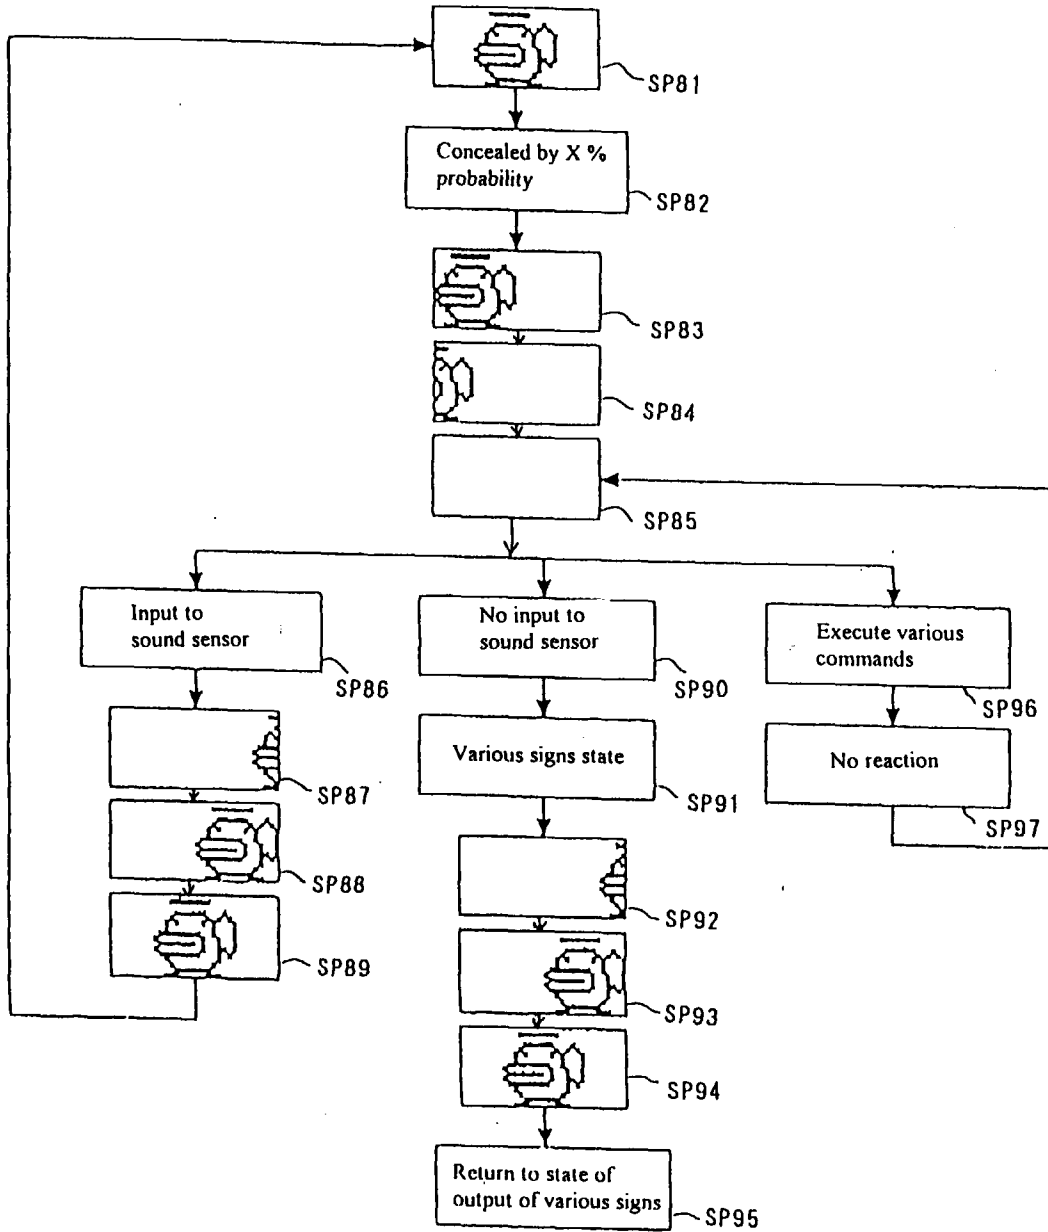 SP81
Concealed by X %
probability
SP82
SP83
SP84
SP85
Input to
sound sensor
SP86
SP87
SP88
SP89
No input to
sound sensor
SP90
Various signs state
SP91
SP92
SP93
SP94
Return to state of
output of various signs
SP95
Execute various
commands
SP96
No reaction
SP97